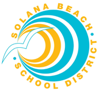 SOLANA BEACH
• SCHOOL DISTRICT •